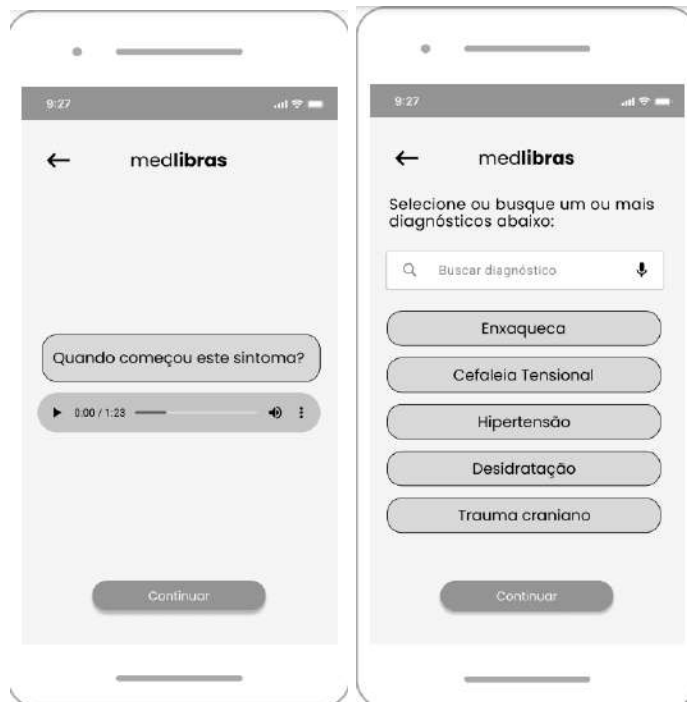 9:27
medlibras
Quando começou este sintoma?
0:00 / 1:23
Continuar
9:27
medlibras
Selecione ou busque um ou mais
diagnósticos abaixo:
Buscar diagnóstico
Enxaqueca
Cefaleia Tensional
Hipertensão
Desidratação
Trauma craniano
Continuar